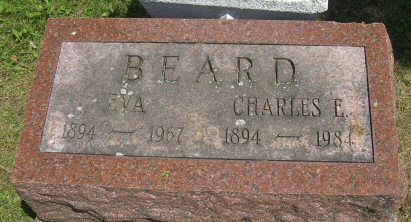 BEARD
EVA CHARLES E.
1894 — 1967 1894 — 1984